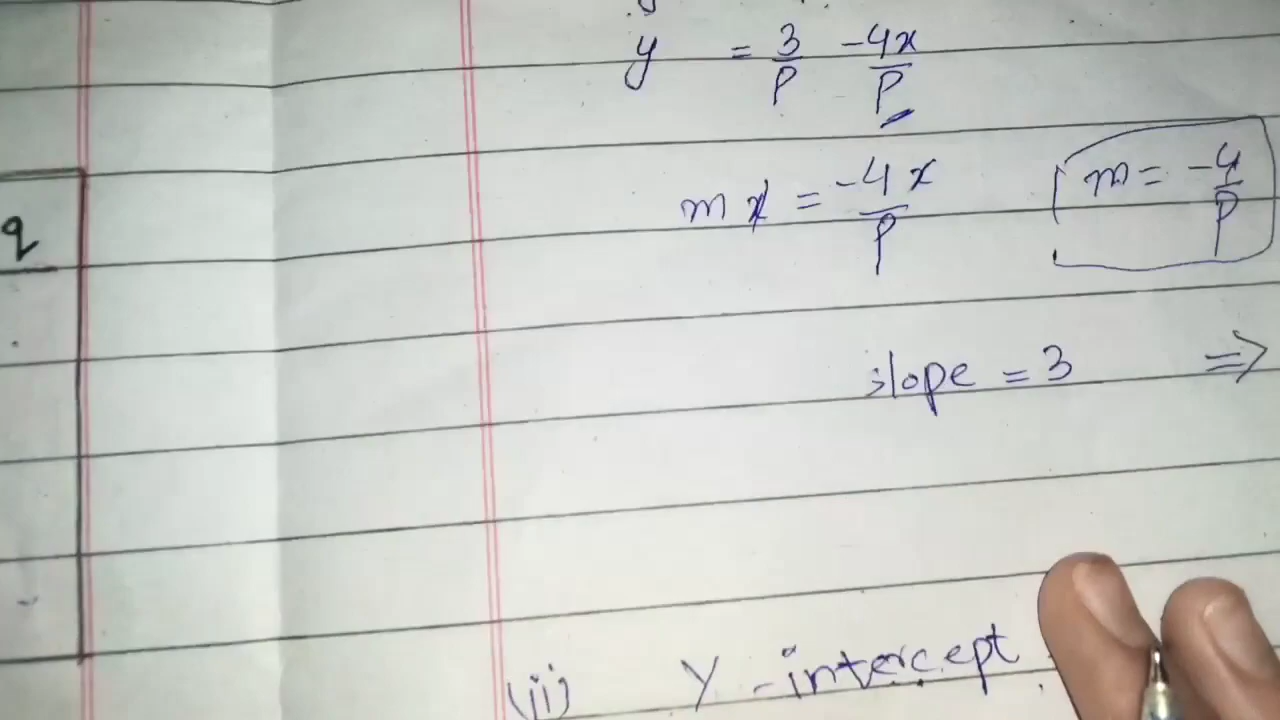 y = 3/p -4x/p
mx = -4x/p m = -4/p
q
slope = 3 =>
(ii) Y-intercept